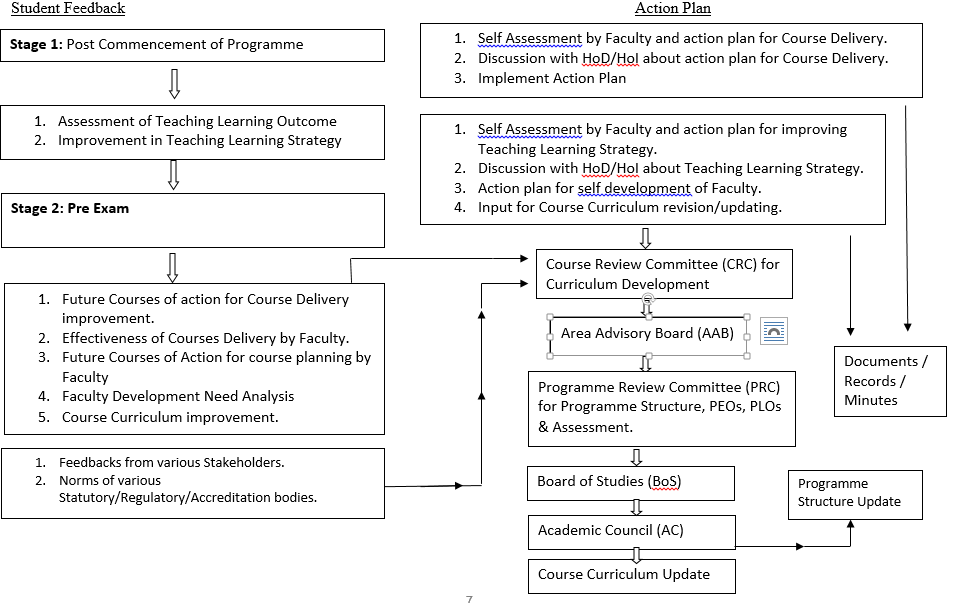 Student Feedback
Stage 1: Post Commencement of Programme
1. Assessment of Teaching Learning Outcome
2. Improvement in Teaching Learning Strategy
Stage 2: Pre Exam
1. Future Courses of action for Course Delivery
improvement.
2. Effectiveness of Courses Delivery by Faculty.
3. Future Courses of Action for course planning by
Faculty
4. Faculty Development Need Analysis
5. Course Curriculum improvement.
1. Feedbacks from various Stakeholders.
2. Norms of various
Statutory/Regulatory/Accreditation bodies.
Action Plan
1. Self Assessment by Faculty and action plan for Course Delivery.
2. Discussion with HoD/HoI about action plan for Course Delivery.
3. Implement Action Plan
1. Self Assessment by Faculty and action plan for improving
Teaching Learning Strategy.
2. Discussion with HoD/HoI about Teaching Learning Strategy.
3. Action plan for self development of Faculty.
4. Input for Course Curriculum revision/updating.
Course Review Committee (CRC) for
Curriculum Development
Area Advisory Board (AAB)
Programme Review Committee (PRC)
for Programme Structure, PEOs, PLOs
& Assessment.
Board of Studies (BoS)
Academic Council (AC)
Course Curriculum Update
Documents /
Records /
Minutes
Programme
Structure Update
7